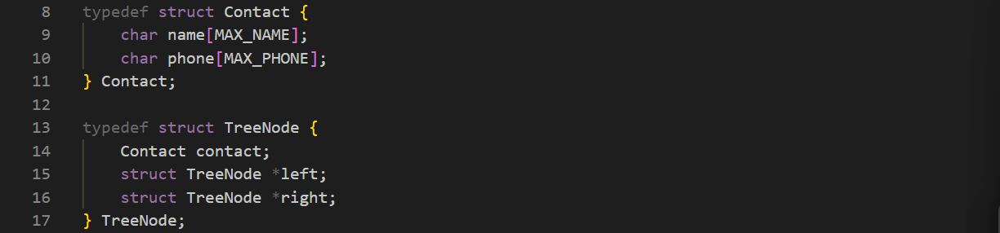 8 typedef struct Contact {
9     char name[MAX_NAME];
10     char phone[MAX_PHONE];
11 } Contact;
12
13 typedef struct TreeNode {
14     Contact contact;
15     struct TreeNode *left;
16     struct TreeNode *right;
17 } TreeNode;